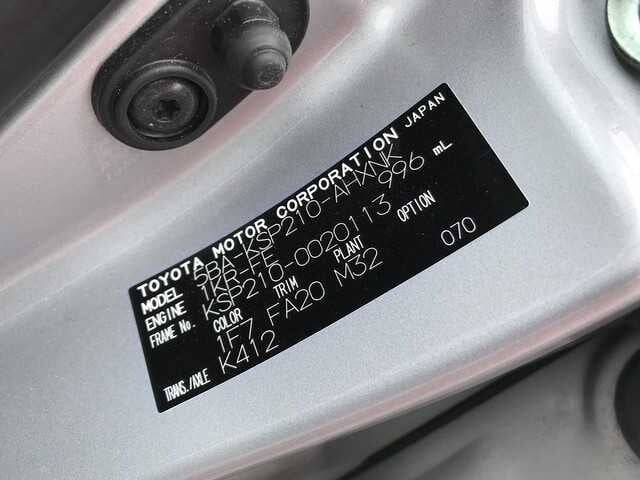 TOYOTA MOTOR CORPORATION JAPAN
MODEL 5BA-KSP210-AHXNK
ENGINE 1KR-FE 996 mL
FRAME No. KSP210-0020113
COLOR TRIM PLANT OPTION
1F7 FA20 M32 070
TRANS./AXLE K412